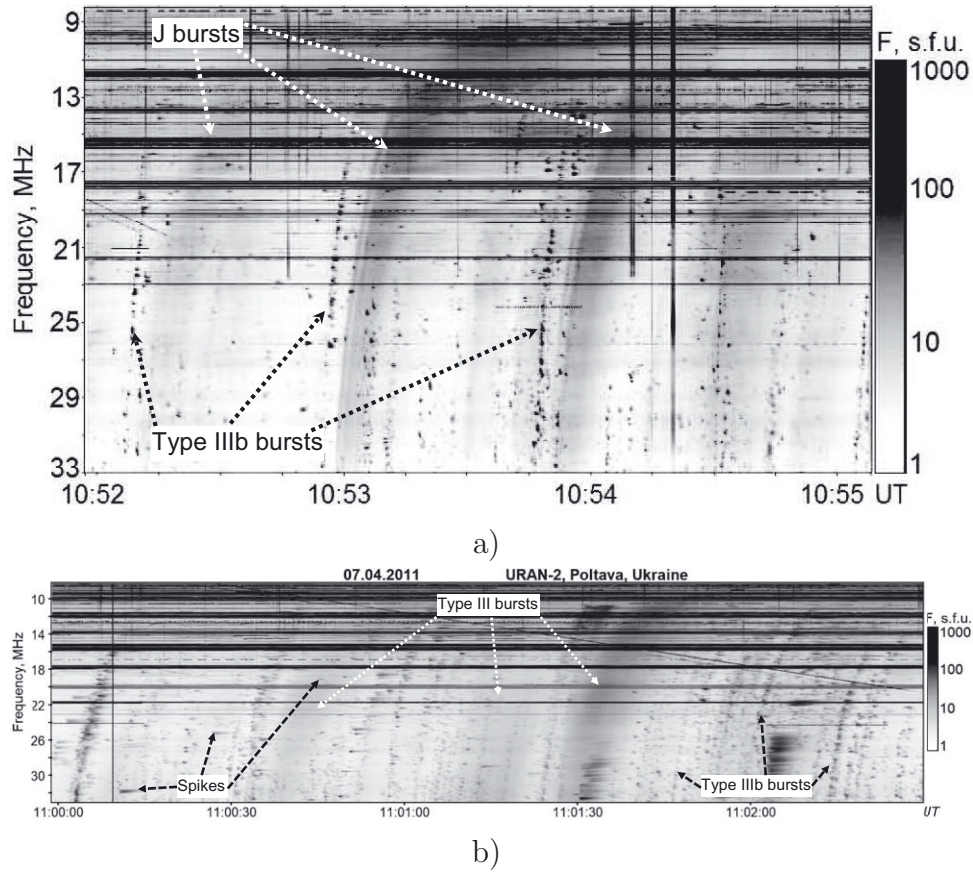 J bursts
F, s.f.u.
1000
100
10
1
Frequency, MHz
9
13
17
21
25
29
33
Type IIIb bursts
10:52
10:53
10:54
10:55
UT
a)
07.04.2011
URAN-2, Poltava, Ukraine
Type III bursts
F, s.f.u.
1000
100
10
1
Frequency, MHz
10
14
18
22
26
30
Spikes
Type IIIb bursts
11:00:00
11:00:30
11:01:00
11:01:30
11:02:00
UT
b)